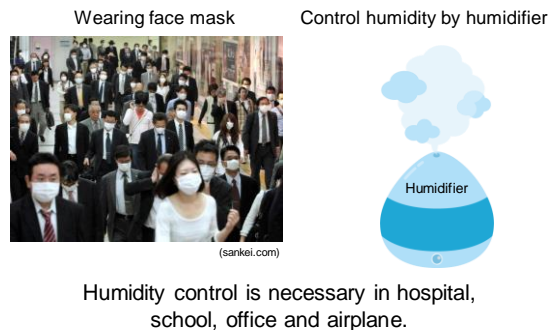 Wearing face mask
Control humidity by humidifier
Humidifier
(sankei.com)
Humidity control is necessary in hospital,
school, office and airplane.